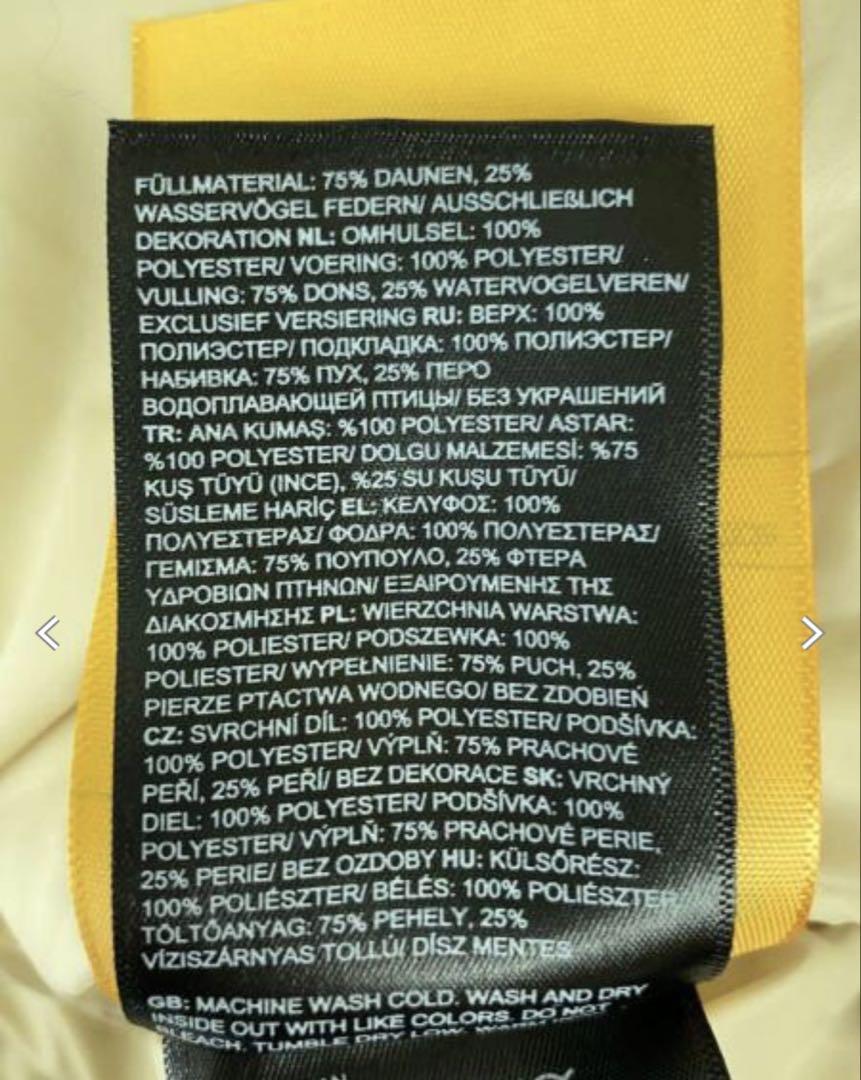 FÜLLMATERIAL: 75% DAUNEN, 25%
WASSERVÖGEL FEDERN/ AUSSCHLIEßLICH
DEKORATION NL: OMHULSEL: 100%
POLYESTER/ VOERING: 100% POLYESTER/
VULLING: 75% DONS, 25% WATERVOGELVEREN/
EXCLUSIEF VERSIERING RU: ВЕРХ: 100%
ПОЛИЭСТЕР/ ПОДКЛАДКА: 100% ПОЛИЭСТЕР/
НАБИВКА: 75% ПУХ, 25% ПЕРО
ВОДОПЛАВАЮЩЕЙ ПТИЦЫ/ БЕЗ УКРАШЕНИЙ
TR: ANA KUMAŞ: %100 POLYESTER/ ASTAR:
%100 POLYESTER/ DOLGU MALZEMESİ: %75
KUŞ TÜYÜ (INCE), %25 SU KUŞU TÜYÜ/
SÜSLEME HARİÇ EL: ΚΕΛΥΦΟΣ: 100%
ΠΟΛΥΕΣΤΕΡΑΣ/ ΦΟΔΡΑ: 100% ΠΟΛΥΕΣΤΕΡΑΣ/
ΓΕΜΙΣΜΑ: 75% ΠΟΥΠΟΥΛΟ, 25% ΦΤΕΡΑ
ΥΔΡΟΒΙΩΝ ΠΤΗΝΩΝ/ ΕΞΑΙΡΟΥΜΕΝΗΣ ΤΗΣ
ΔΙΑΚΟΣΜΗΣΗΣ PL: WIERZCHNIA WARSTWA:
100% POLIESTER/ PODSZEWKA: 100%
POLIESTER/ WYPEŁNIENIE: 75% PUCH, 25%
PIERZE PTACTWA WODNEGO/ BEZ ZDOBIEŃ
CZ: SVRCHNÍ DÍL: 100% POLYESTER/ PODŠÍVKA:
100% POLYESTER/ VÝPLŇ: 75% PRACHOVÉ
PEŘÍ, 25% PEŘÍ/ BEZ DEKORACE SK: VRCHNÝ
DIEL: 100% POLYESTER/ PODŠÍVKA: 100%
POLYESTER/ VÝPLŇ: 75% PRACHOVÉ PERIE,
25% PERIE/ BEZ OZDOBY HU: KÜLSŐRÉSZ:
100% POLIÉSZTER/ BÉLÉS: 100% POLIÉSZTER
TÖLTŐANYAG: 75% PEHELY, 25%
VÍZISZÁRNYAS TOLLÚ/ DÍSZ MENTES
GB: MACHINE WASH COLD. WASH AND DRY
INSIDE OUT WITH LIKE COLORS. DO NOT
BLEACH. TUMBLE DRY LOW.